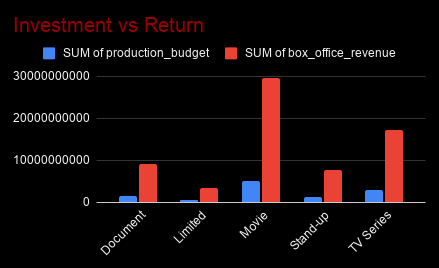 Investment vs Return
SUM of production_budget SUM of box_office_revenue
30000000000
20000000000
10000000000
0
Document
Limited
Movie
Stand-up
TV Series